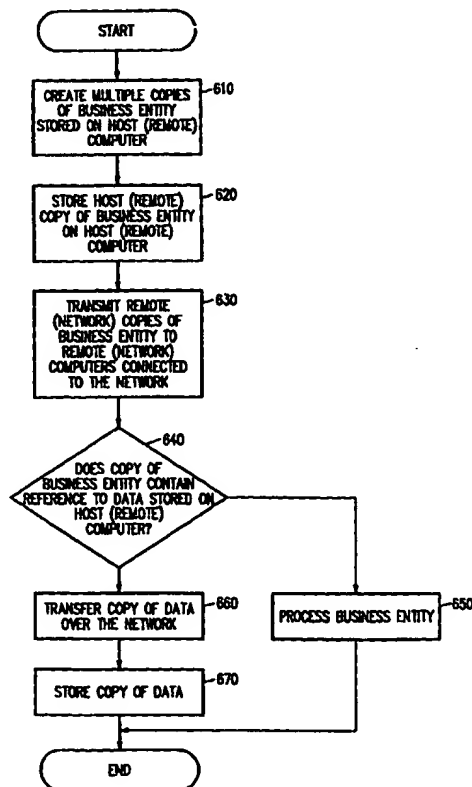 START
CREATE MULTIPLE COPIES
OF BUSINESS ENTITY
STORED ON HOST (REMOTE)
COMPUTER
610
STORE HOST (REMOTE)
COPY OF BUSINESS ENTITY
ON HOST (REMOTE)
COMPUTER
620
TRANSMIT REMOTE
(NETWORK) COPIES OF
BUSINESS ENTITY TO
REMOTE (NETWORK)
COMPUTERS CONNECTED
TO THE NETWORK
630
640
DOES COPY OF
BUSINESS ENTITY CONTAIN
REFERENCE TO DATA STORED ON
HOST (REMOTE)
COMPUTER?
TRANSFER COPY OF DATA
OVER THE NETWORK
660
PROCESS BUSINESS ENTITY
650
STORE COPY OF DATA
670
END